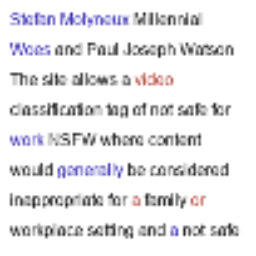 Stefan Molyneux Millennial
Woes and Paul Joseph Watson
The site allows a video
classification tag of not safe for
work NSFW where content
would generally be considered
inappropriate for a family or
workplace setting and a not safe